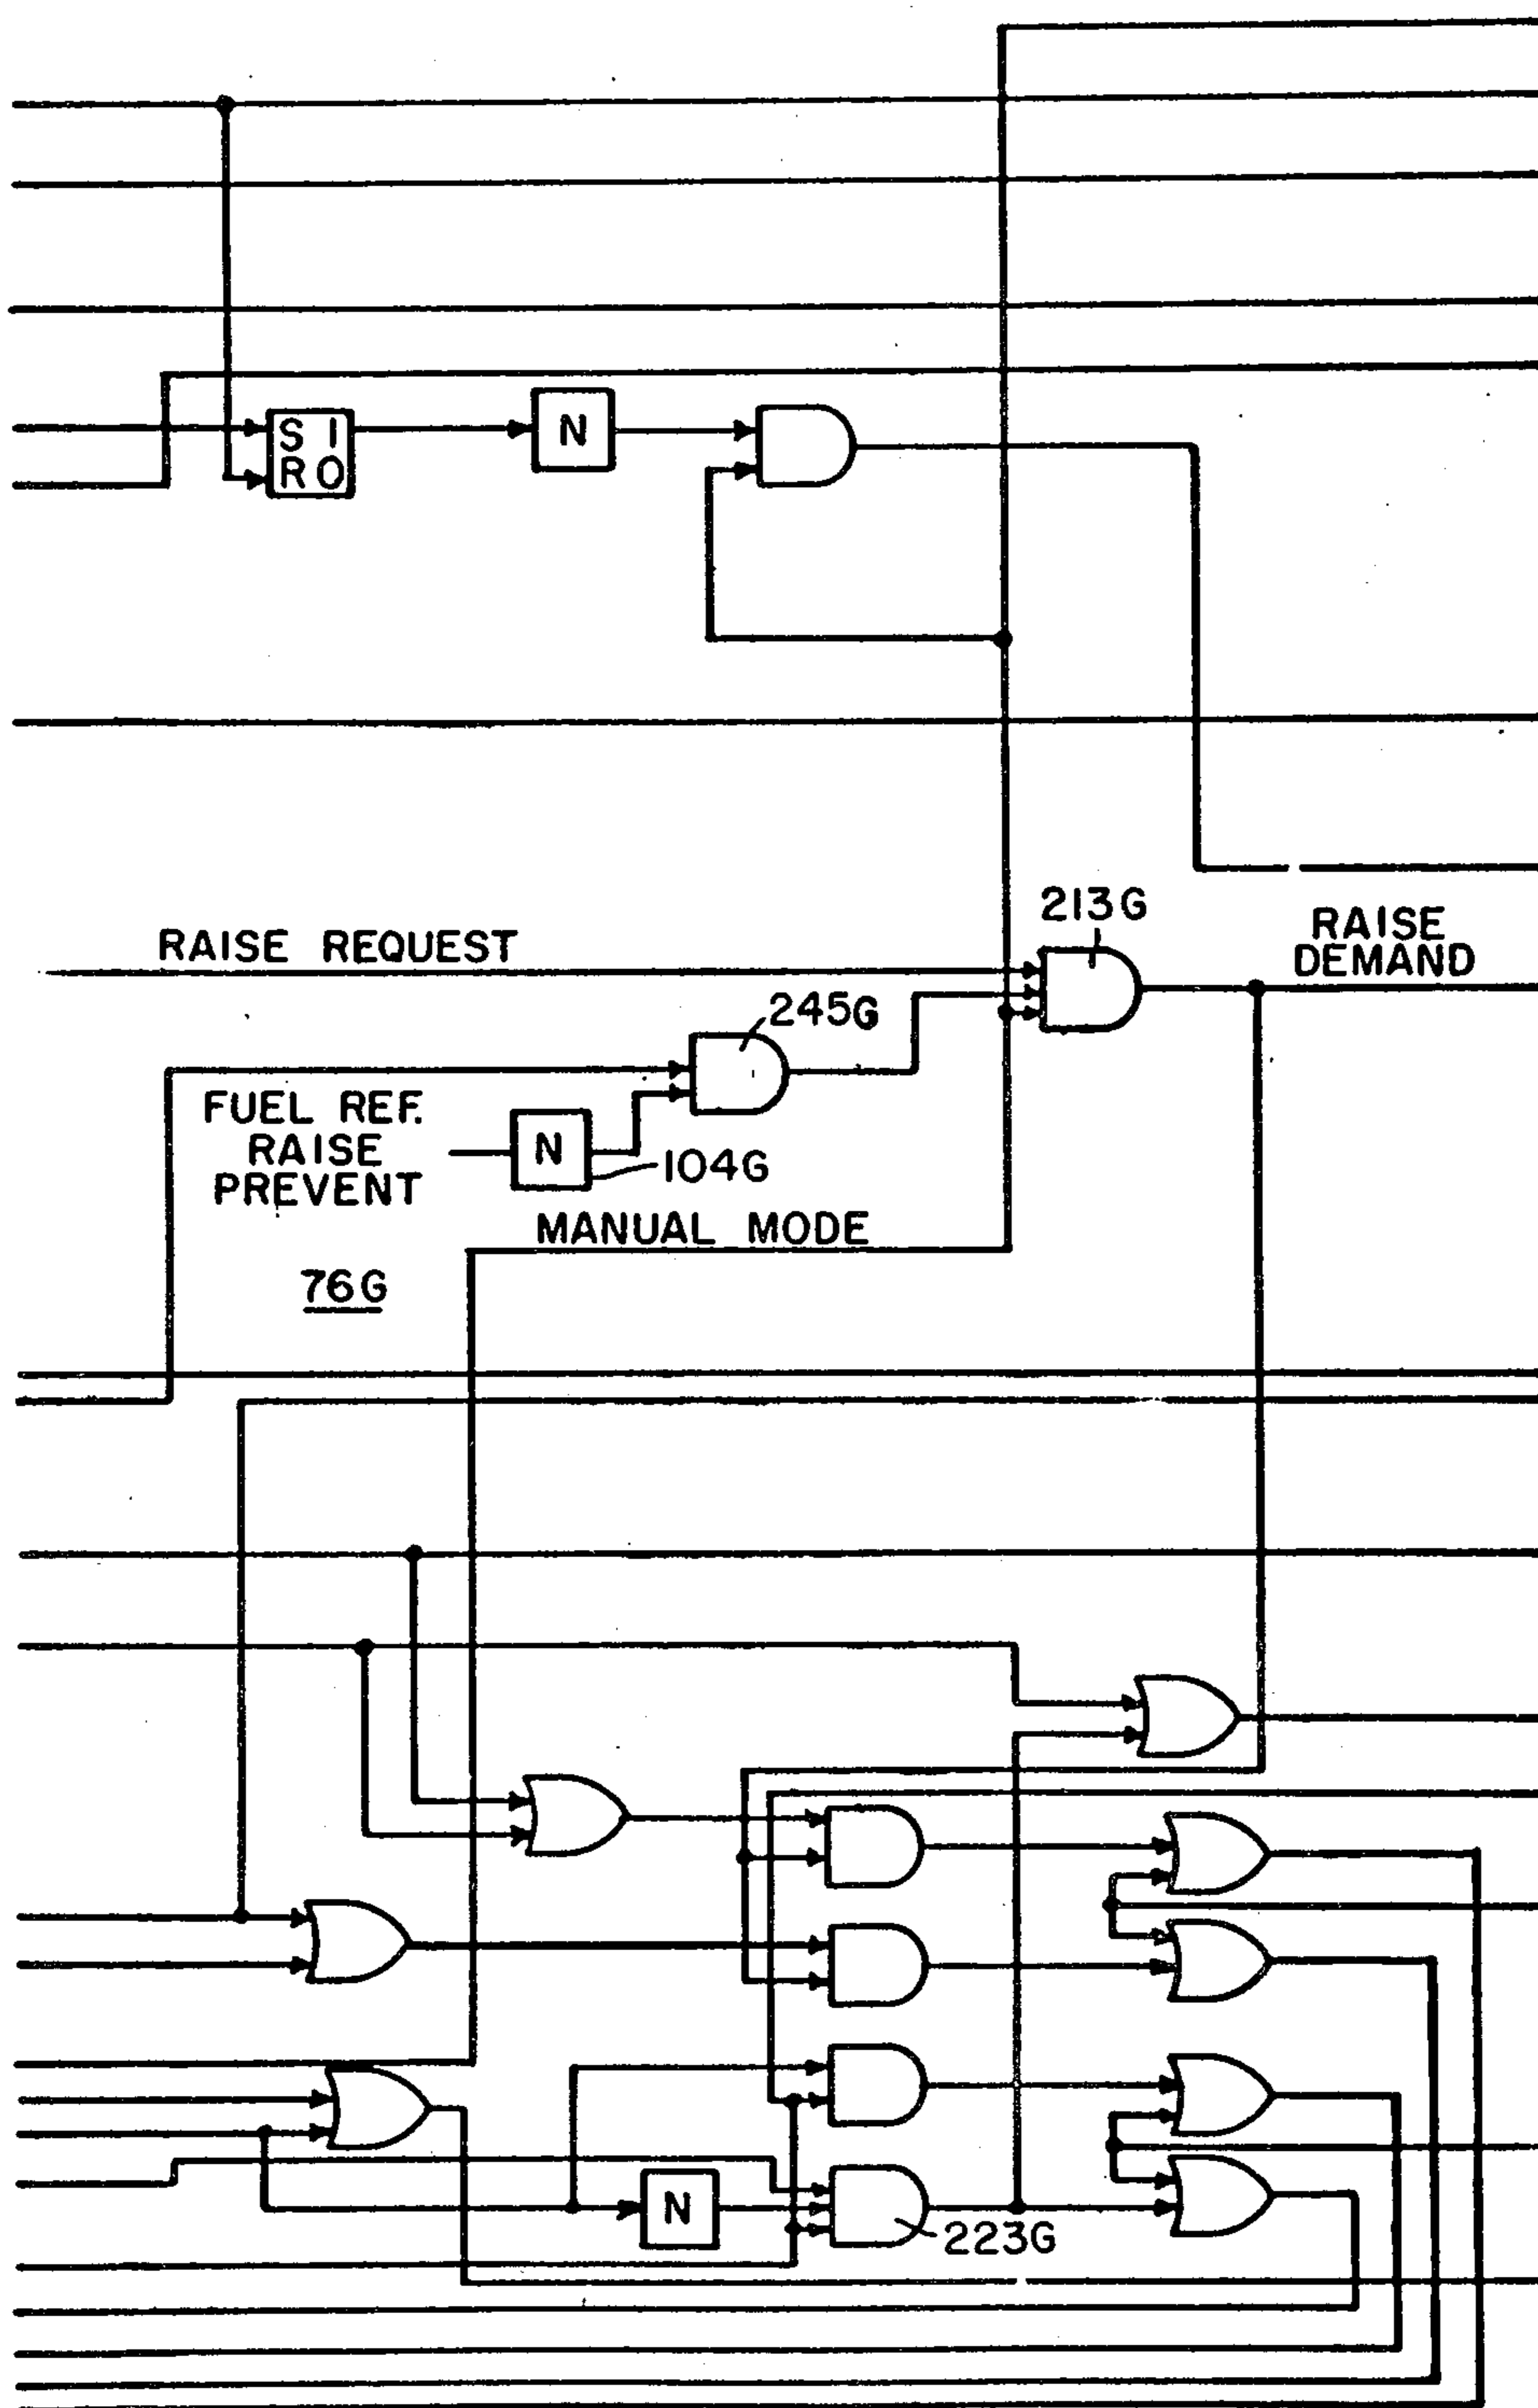 S I
R O
N
213G
RAISE
DEMAND
RAISE REQUEST
245G
FUEL REF.
RAISE
PREVENT
N
104G
MANUAL MODE
76G
N
223G